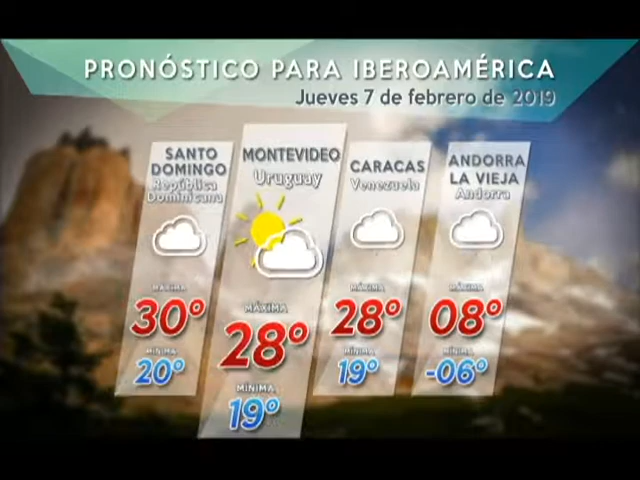 PRONÓSTICO PARA IBEROAMÉRICA
Jueves 7 de febrero de 2019
SANTO
DOMINGO
República
Dominicana
MÁXIMA
30°
MÍNIMA
20°
MONTEVIDEO
Uruguay
MÁXIMA
28°
MÍNIMA
19°
CARACAS
Venezuela
MÁXIMA
28°
MÍNIMA
19°
ANDORRA
LA VIEJA
Andorra
MÁXIMA
08°
MÍNIMA
-06°